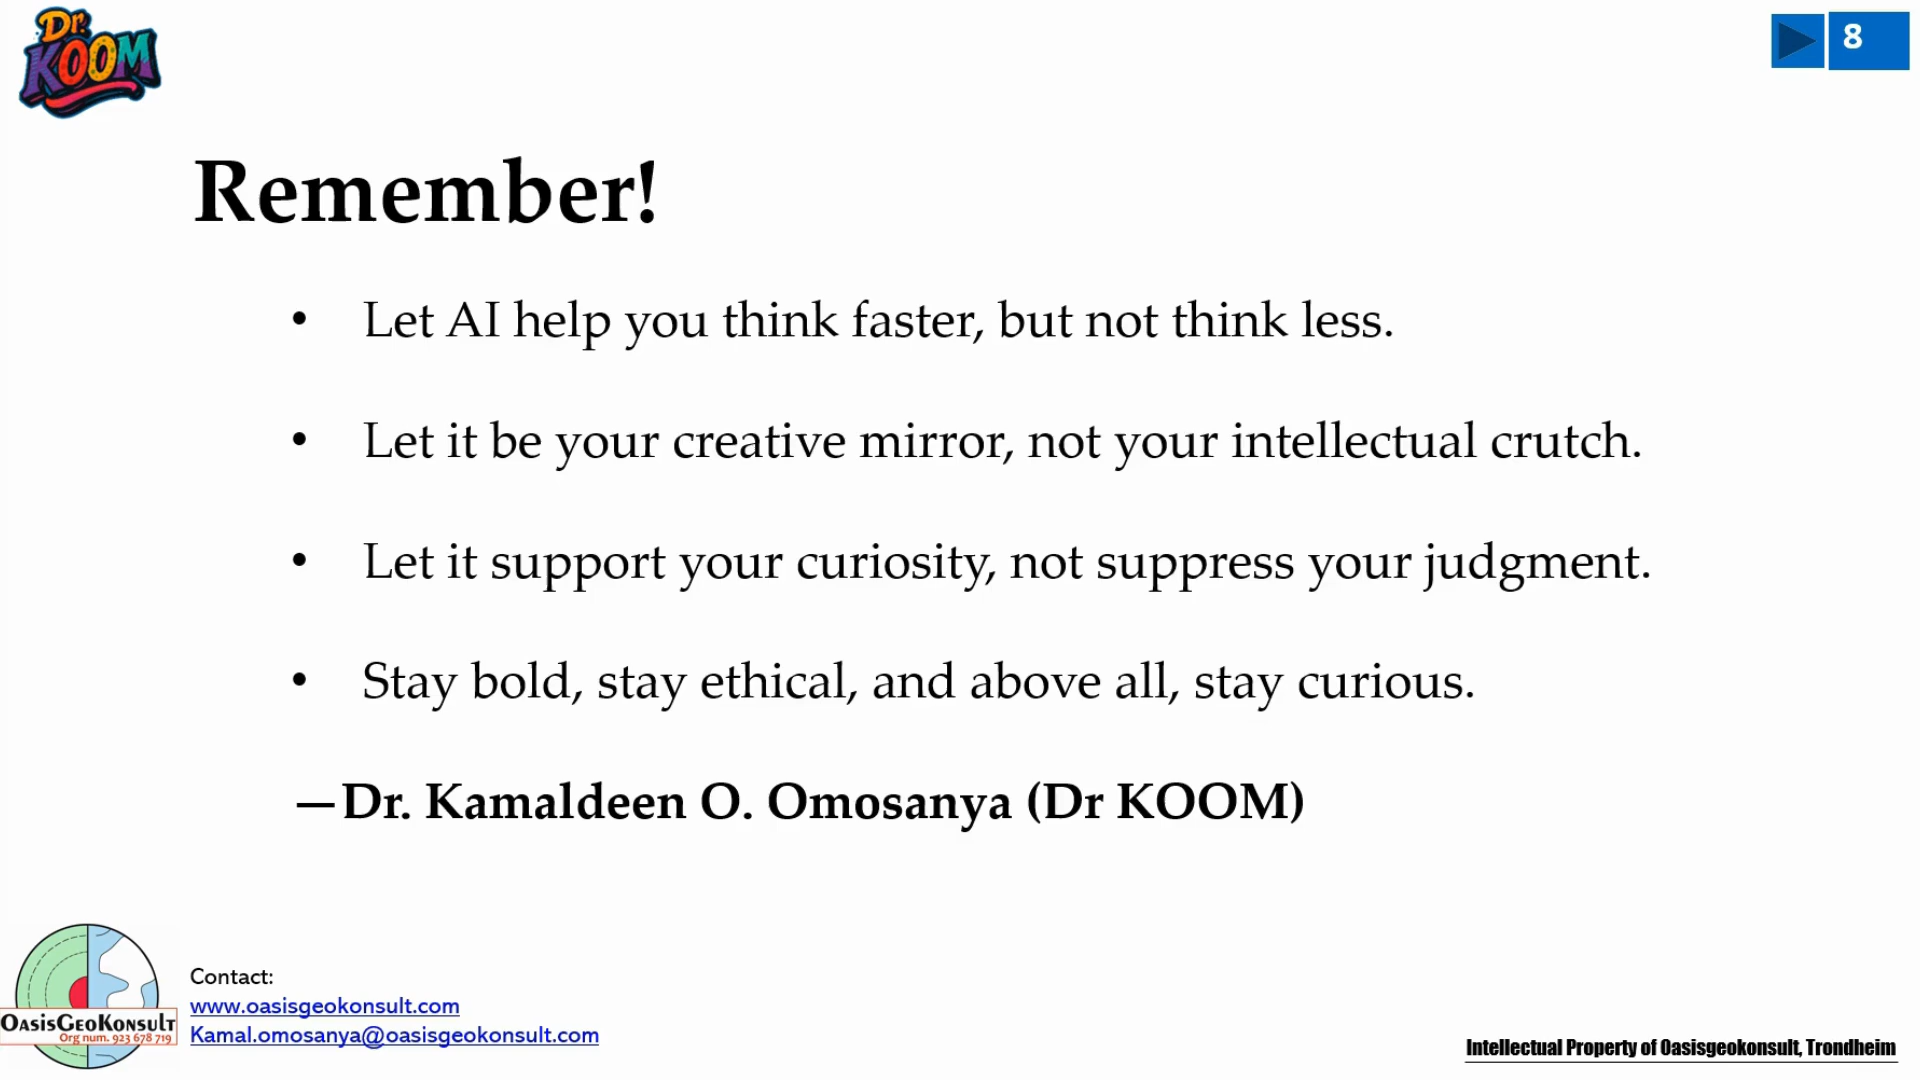 Dr.
KOOM
8
Remember!
• Let AI help you think faster, but not think less.
• Let it be your creative mirror, not your intellectual crutch.
• Let it support your curiosity, not suppress your judgment.
• Stay bold, stay ethical, and above all, stay curious.
—Dr. Kamaldeen O. Omosanya (Dr KOOM)
OASISGEOKONSULT
Org num. 923 678 719
Contact:
www.oasisgeokonsult.com
Kamal.omosanya@oasisgeokonsult.com
Intellectual Property of Oasisgeokonsult, Trondheim